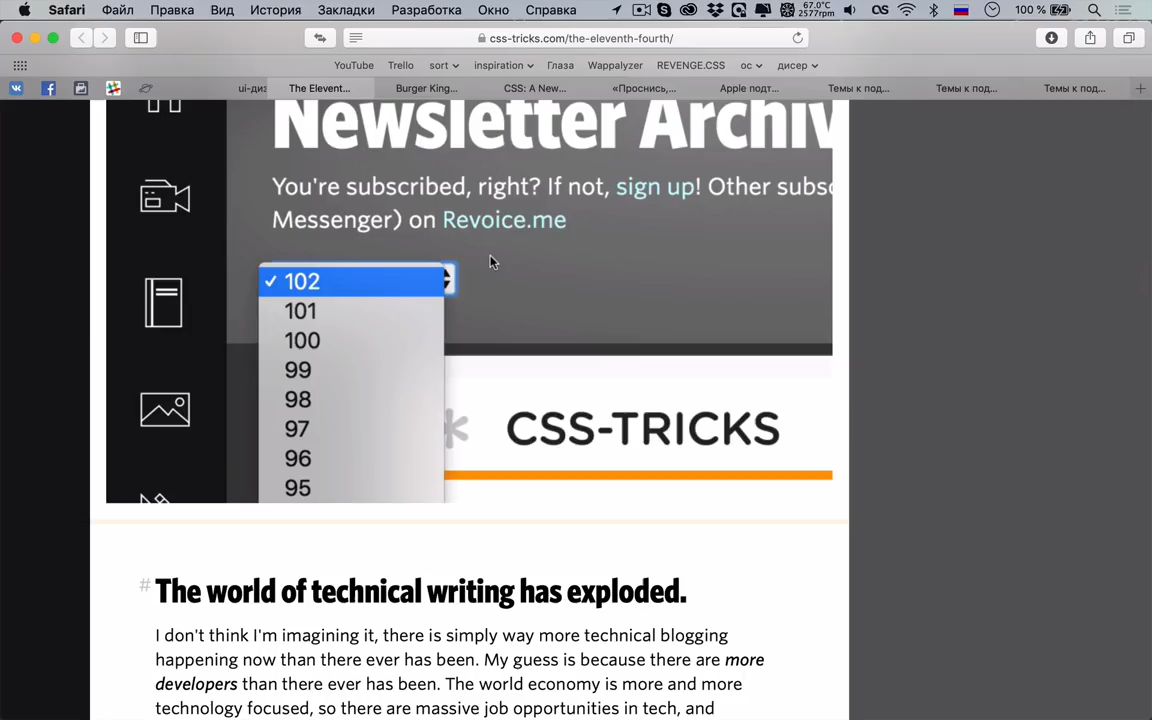 Safari Файл Правка Вид История Закладки Разработка Окно Справка 67.0°C 2577rpm 100 %
css-tricks.com/the-eleventh-fourth/
YouTube Trello sort inspiration Глаза Wappalyzer REVENGE.CSS ос дисер
ui-диз The Elevent... Burger King... CSS: A New... «Проснись,... Apple подт... Темы к под... Темы к под... Темы к под...
Newsletter Archiv
You're subscribed, right? If not, sign up! Other subsc
Messenger) on Revoice.me
✓ 102
101
100
99
98
97
96
95
* CSS-TRICKS
# The world of technical writing has exploded.
I don't think I'm imagining it, there is simply way more technical blogging
happening now than there ever has been. My guess is because there are more
developers than there ever has been. The world economy is more and more
technology focused, so there are massive job opportunities in tech, and